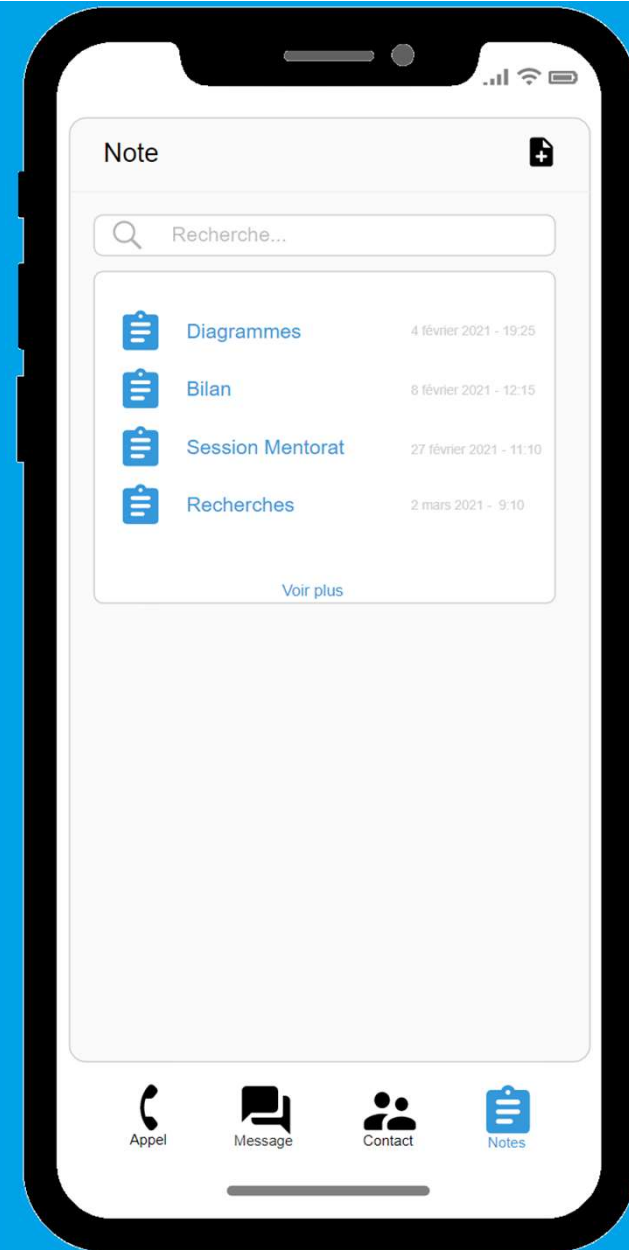 Note
Recherche...
Diagrammes 4 février 2021 - 19:25
Bilan 8 février 2021 - 12:15
Session Mentorat 27 février 2021 - 11:10
Recherches 2 mars 2021 - 9:10
Voir plus
Appel Message Contact Notes